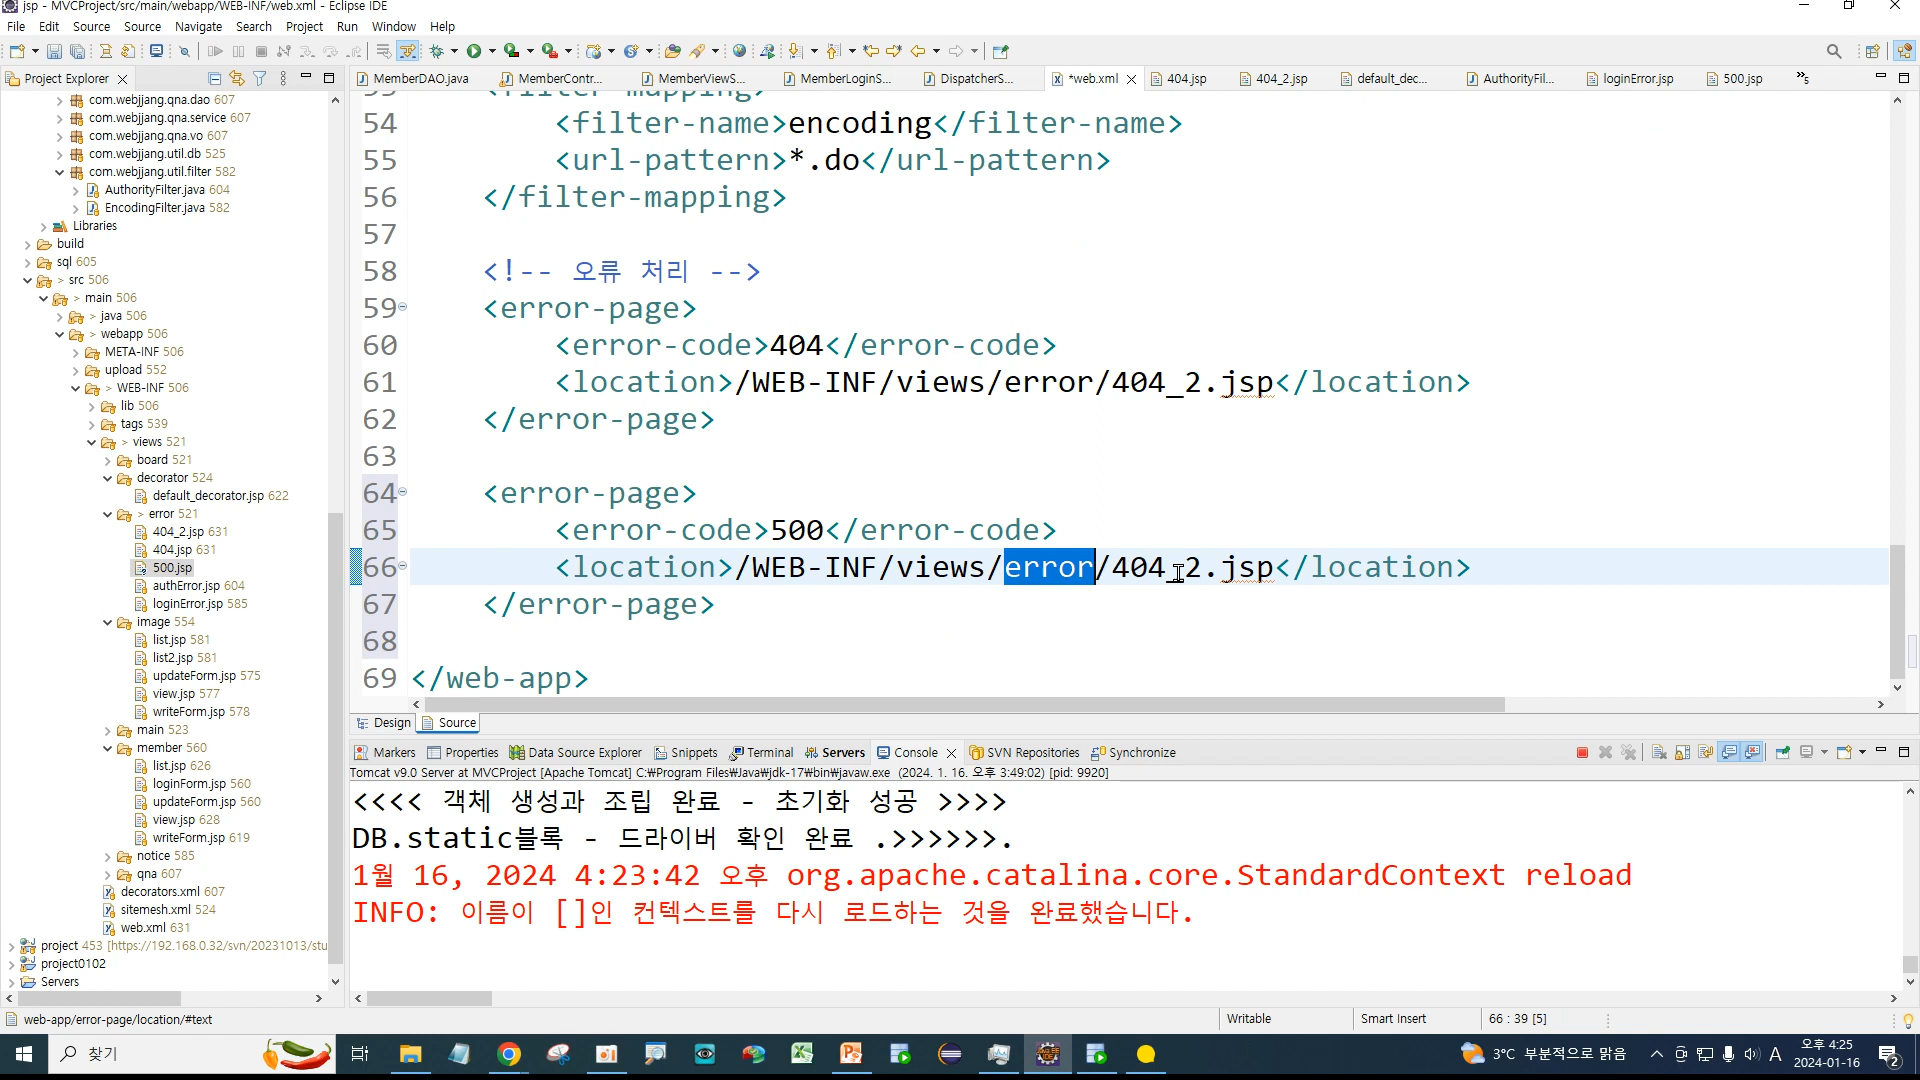 jsp - MVCProject/src/main/webapp/WEB-INF/web.xml - Eclipse IDE
File Edit Source Source Navigate Search Project Run Window Help
Project Explorer
MemberDAO.java MemberContr... MemberViewS... MemberLoginS... DispatcherS... *web.xml 404.jsp 404_2.jsp default_dec... AuthorityFil... loginError.jsp 500.jsp »5
com.webjjang.qna.dao 607
com.webjjang.qna.service 607
com.webjjang.qna.vo 607
com.webjjang.util.db 525
com.webjjang.util.filter 582
AuthorityFilter.java 604
EncodingFilter.java 582
Libraries
build
sql 605
> src 506
> main 506
> java 506
> webapp 506
META-INF 506
upload 552
> WEB-INF 506
lib 506
tags 539
> views 521
board 521
decorator 524
default_decorator.jsp 622
> error 521
404_2.jsp 631
404.jsp 631
500.jsp
authError.jsp 604
loginError.jsp 585
image 554
list.jsp 581
list2.jsp 581
updateForm.jsp 575
view.jsp 577
writeForm.jsp 578
main 523
member 560
list.jsp 626
loginForm.jsp 560
updateForm.jsp 560
view.jsp 628
writeForm.jsp 619
notice 585
qna 607
decorators.xml 607
sitemesh.xml 524
web.xml 631
project 453 [https://192.168.0.32/svn/20231013/stu
project0102
Servers
53 <filter-mapping>
54 <filter-name>encoding</filter-name>
55 <url-pattern>*.do</url-pattern>
56 </filter-mapping>
57
58 <!-- 오류 처리 -->
59 <error-page>
60 <error-code>404</error-code>
61 <location>/WEB-INF/views/error/404_2.jsp</location>
62 </error-page>
63
64 <error-page>
65 <error-code>500</error-code>
66 <location>/WEB-INF/views/error/404_2.jsp</location>
67 </error-page>
68
69 </web-app>
Design Source
Markers Properties Data Source Explorer Snippets Terminal Servers Console SVN Repositories Synchronize
Tomcat v9.0 Server at MVCProject [Apache Tomcat] C:₩Program Files₩Java₩jdk-17₩bin₩javaw.exe (2024. 1. 16. 오후 3:49:02) [pid: 9920]
<<<< 객체 생성과 조립 완료 - 초기화 성공 >>>>
DB.static블록 - 드라이버 확인 완료 .>>>>>>.
1월 16, 2024 4:23:42 오후 org.apache.catalina.core.StandardContext reload
INFO: 이름이 []인 컨텍스트를 다시 로드하는 것을 완료했습니다.
web-app/error-page/location/#text Writable Smart Insert 66 : 39 [5]
찾기
3°C 부분적으로 맑음 A 오후 4:25
2024-01-16 2